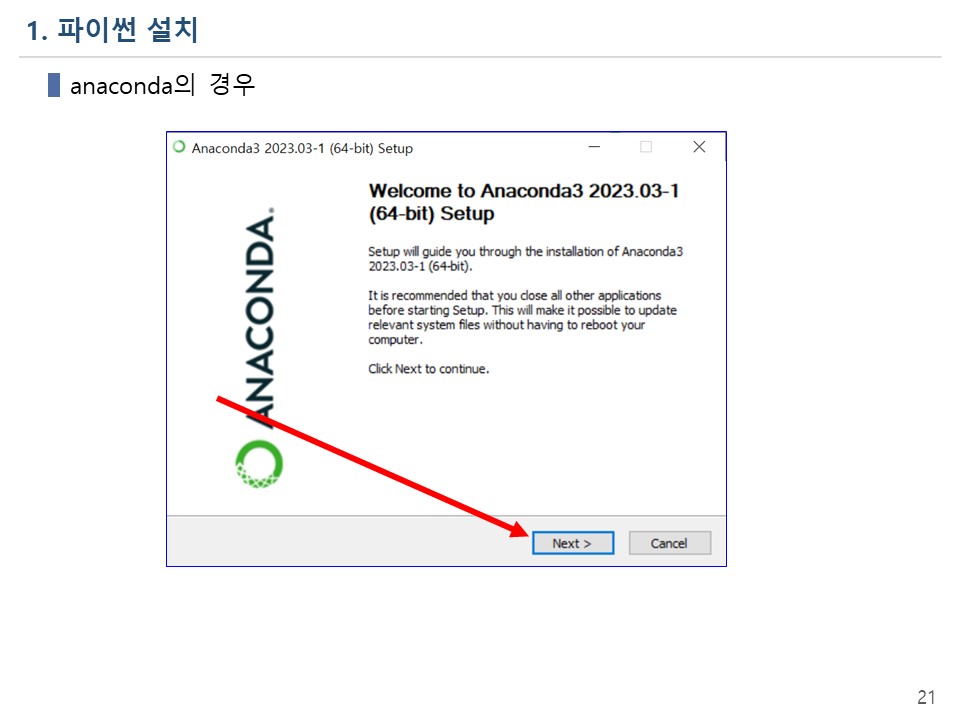 1. 파이썬 설치
anaconda의 경우
Anaconda3 2023.03-1 (64-bit) Setup
ANACONDA.
Welcome to Anaconda3 2023.03-1
(64-bit) Setup
Setup will guide you through the installation of Anaconda3
2023.03-1 (64-bit).
It is recommended that you close all other applications
before starting Setup. This will make it possible to update
relevant system files without having to reboot your
computer.
Click Next to continue.
Next >
Cancel
21